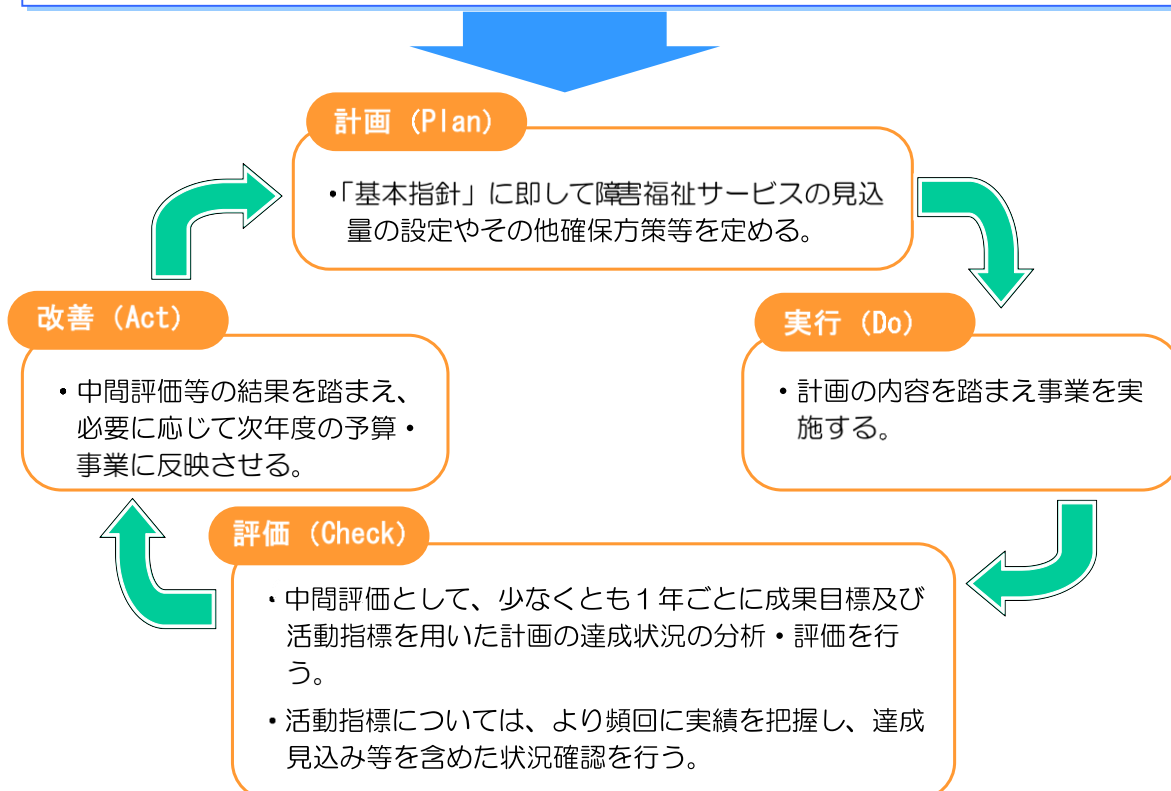 計画（Plan）
・「基本指針」に即して障害福祉サービスの見込
量の設定やその他確保方策等を定める。
改善（Act）
・中間評価等の結果を踏まえ、
必要に応じて次年度の予算・
事業に反映させる。
実行（Do）
・計画の内容を踏まえ事業を実
施する。
評価（Check）
・中間評価として、少なくとも１年ごとに成果目標及び
活動指標を用いた計画の達成状況の分析・評価を行
う。
・活動指標については、より頻回に実績を把握し、達成
見込み等を含めた状況確認を行う。